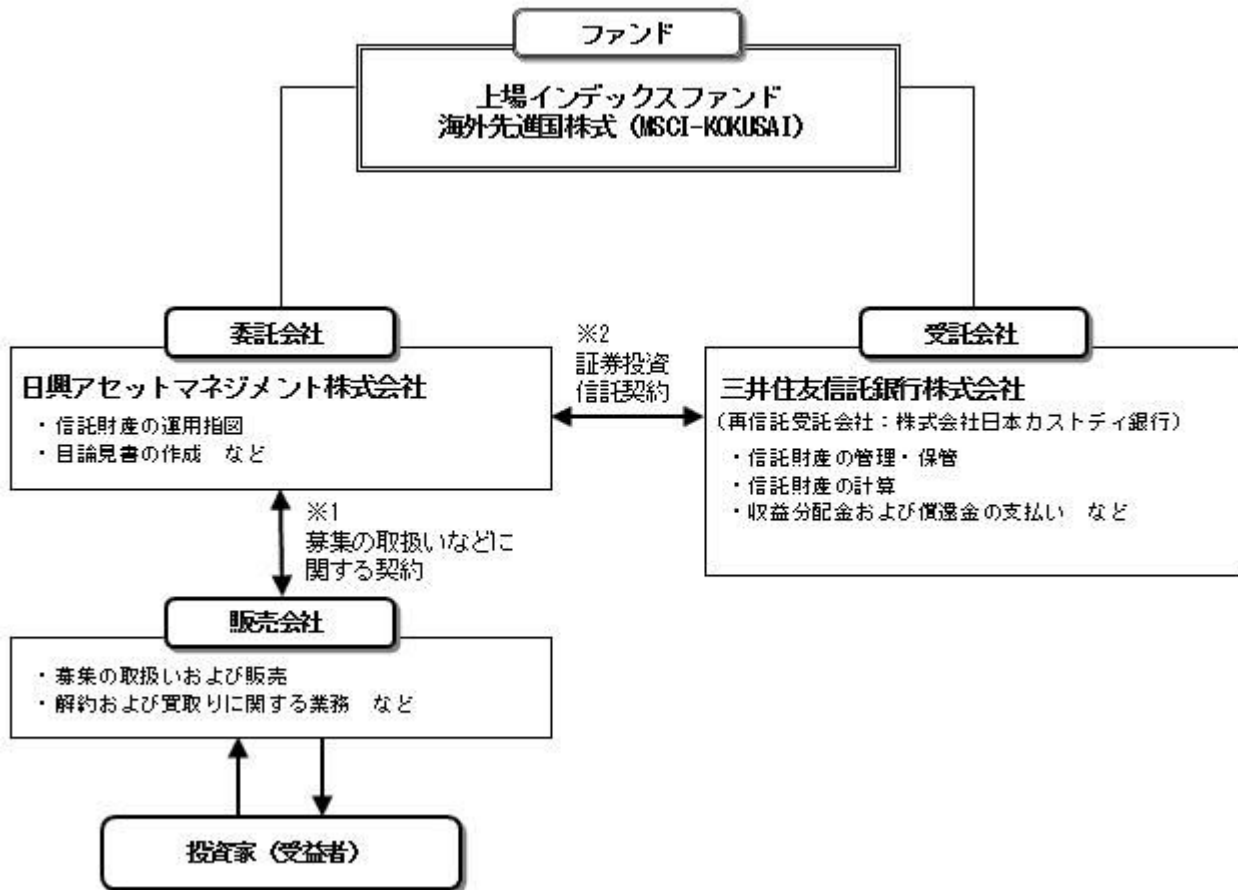 ファンド
上場インデックスファンド
海外先進国株式（MSCI-KOKUSAI）
委託会社
日興アセットマネジメント株式会社
・信託財産の運用指図
・目論見書の作成　など
※2
証券投資
信託契約
受託会社
三井住友信託銀行株式会社
（再信託受託会社：株式会社日本カストディ銀行）
・信託財産の管理・保管
・信託財産の計算
・収益分配金および償還金の支払い　など
※1
募集の取扱いなどに
関する契約
販売会社
・募集の取扱いおよび販売
・解約および買取りに関する業務　など
投資家（受益者）